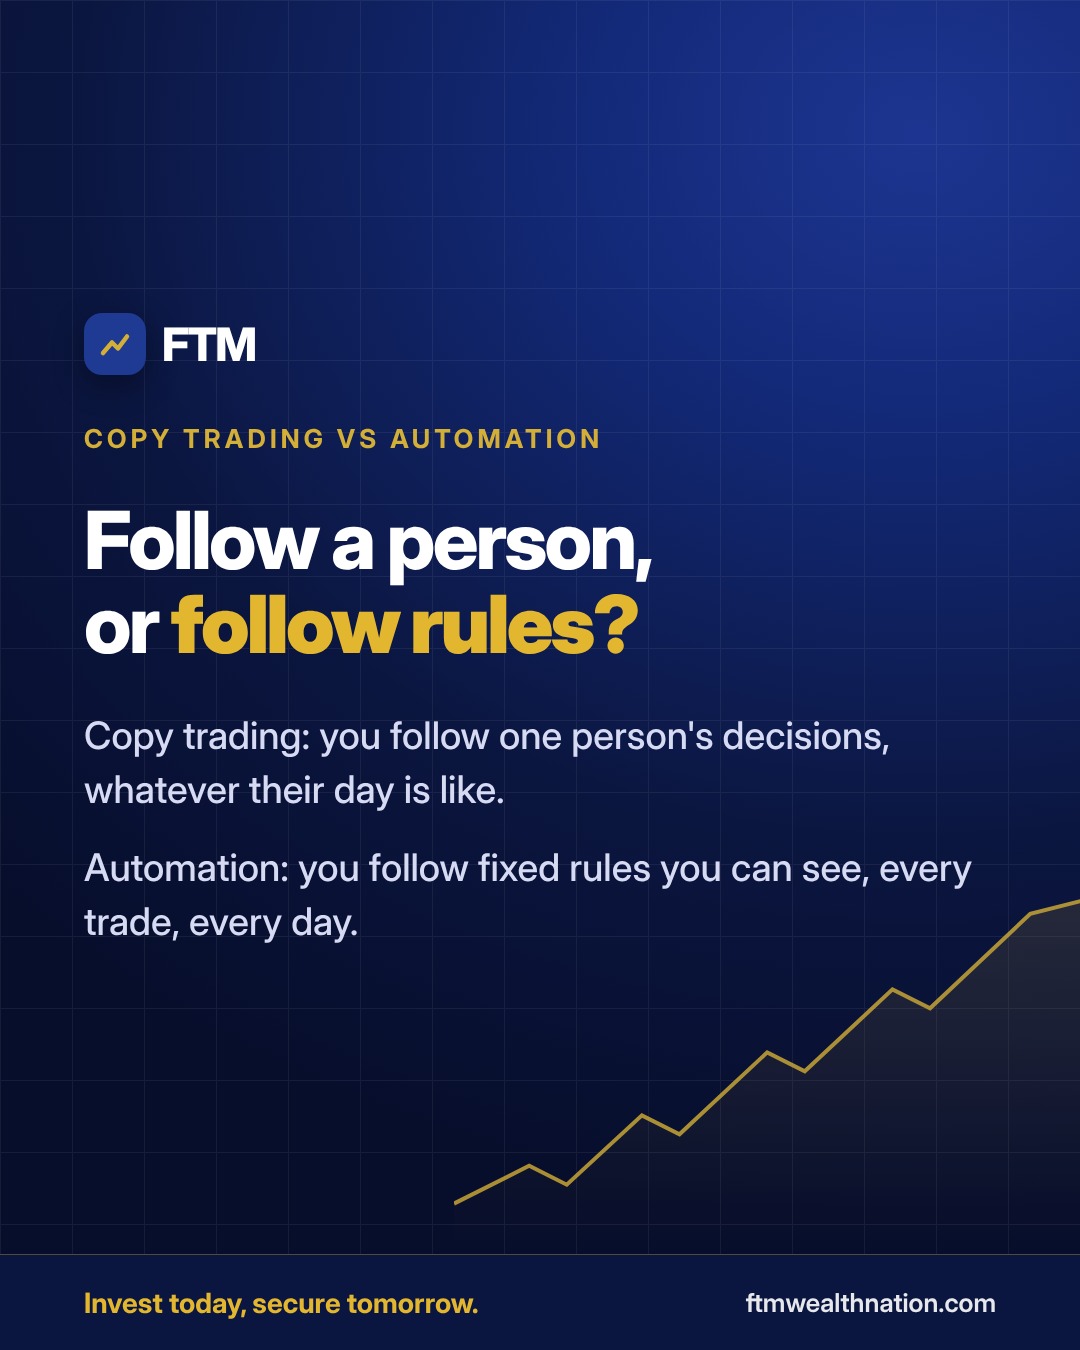 FTM
COPY TRADING VS AUTOMATION
Follow a person,
or follow rules?
Copy trading: you follow one person's decisions,
whatever their day is like.
Automation: you follow fixed rules you can see, every
trade, every day.
Invest today, secure tomorrow.
ftmwealthnation.com